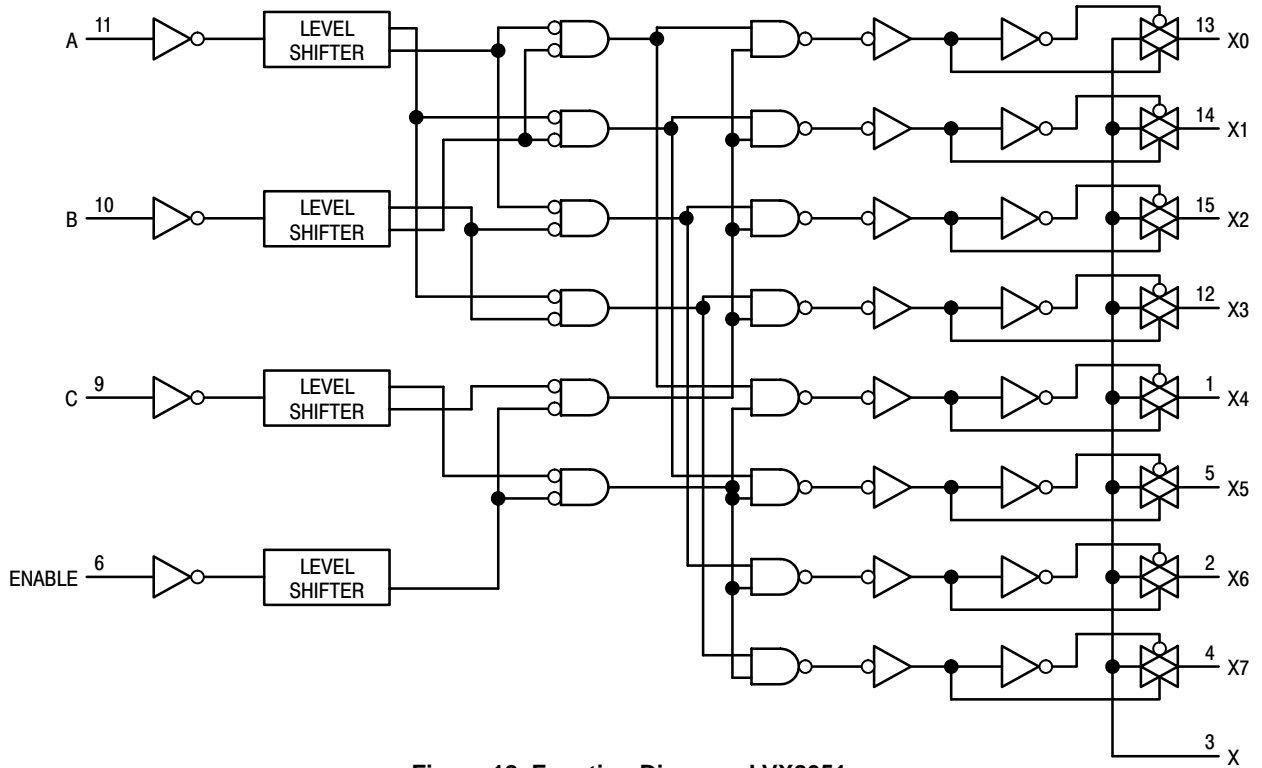 11
A
LEVEL
SHIFTER
13
X0
14
X1
10
B
LEVEL
SHIFTER
15
X2
12
X3
9
C
LEVEL
SHIFTER
1
X4
5
X5
6
ENABLE
LEVEL
SHIFTER
2
X6
4
X7
3
X